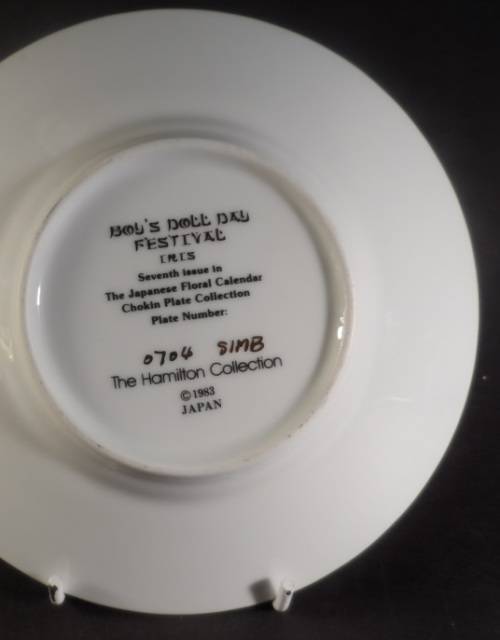 BOY'S DOLL DAY
FESTIVAL
IRIS
Seventh issue in
The Japanese Floral Calendar
Chokin Plate Collection
Plate Number:
0704 81MB
The Hamilton Collection
©1983
JAPAN